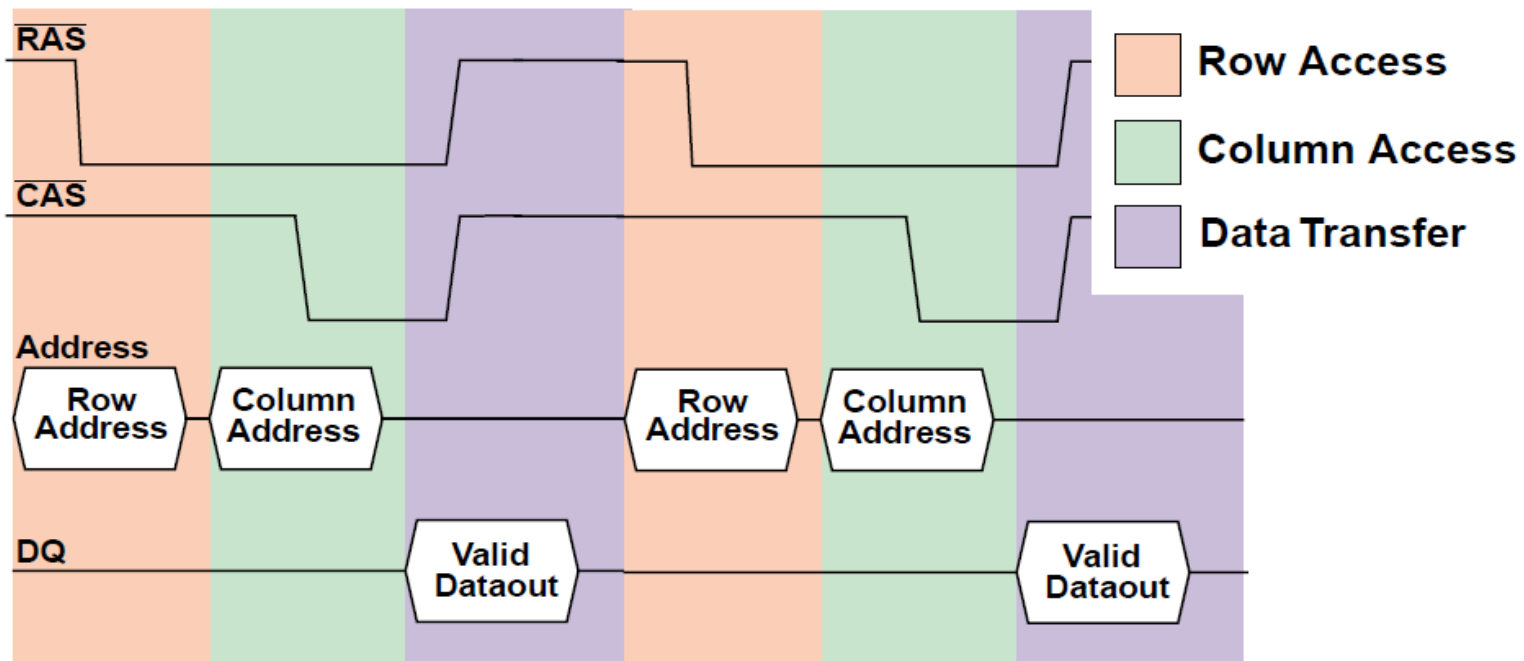 RAS
Row Access
Column Access
CAS
Data Transfer
Address
Row
Address
Column
Address
Row
Address
Column
Address
DQ
Valid
Dataout
Valid
Dataout